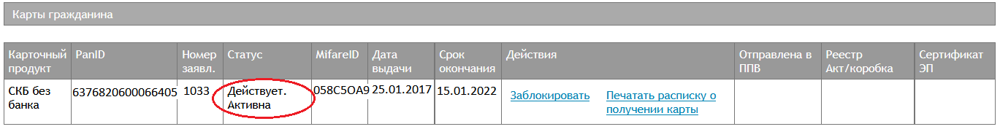 Карты гражданина
Карточный продукт PanID Номер заявл. Статус MifareID Дата выдачи Срок окончания Действия Отправлена в ППВ Реестр Акт/коробка Сертификат ЭП
СКБ без банка 6376820600066405 1033 Действует. Активна 058C5OA9 25.01.2017 15.01.2022 Заблокировать Печатать расписку о получении карты